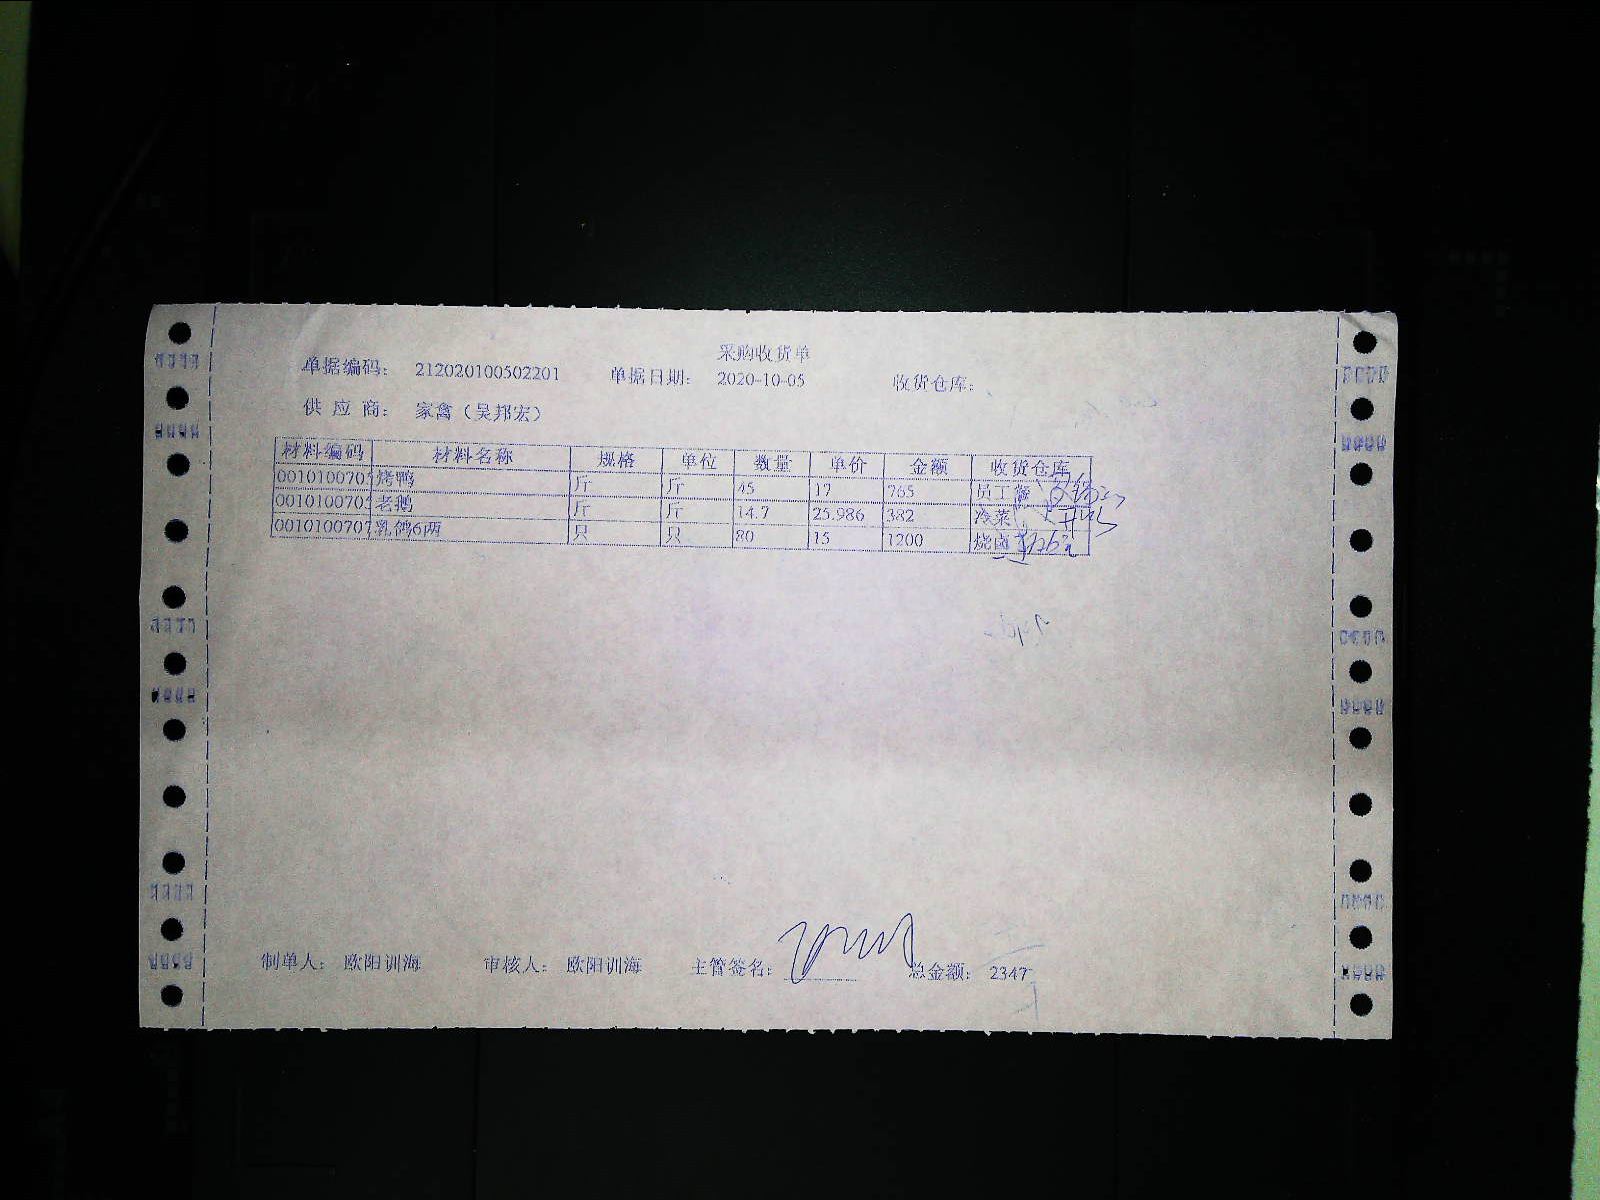 采购收货单
单据编码： 212020100502201 单据日期： 2020-10-05 收货仓库：
供 应 商： 家禽（吴邦宏）
材料编码 材料名称 规格 单位 数量 单价 金额 收货仓库
0010100705 烤鸭 斤 斤 45 17 765 员工餐
0010100705 老鹅 斤 斤 14.7 25.986 382 冷菜
0010100707 乳鸽6两 只 只 80 15 1200 烧卤
制单人： 欧阳训海 审核人： 欧阳训海 主管签名： 总金额： 2347